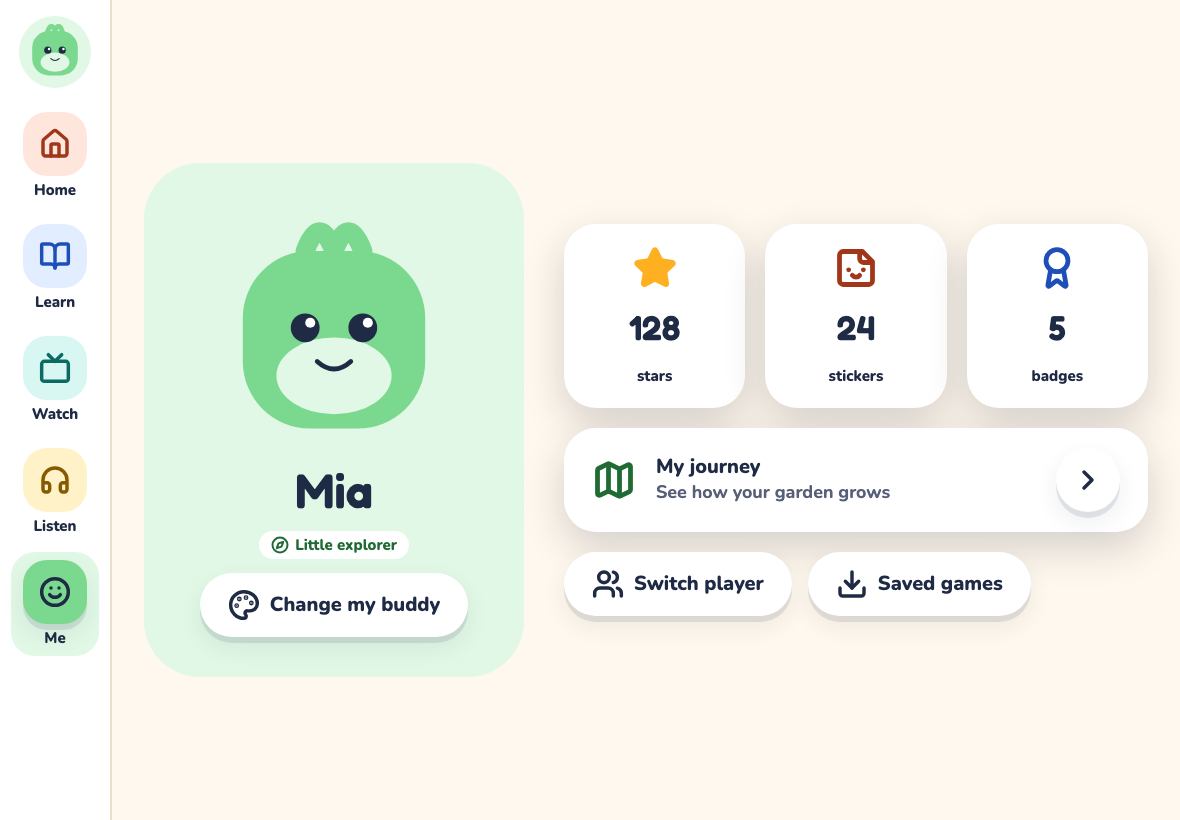 Home
Learn
Watch
Listen
Me
Mia
Little explorer
Change my buddy
128
stars
24
stickers
5
badges
My journey
See how your garden grows
Switch player
Saved games